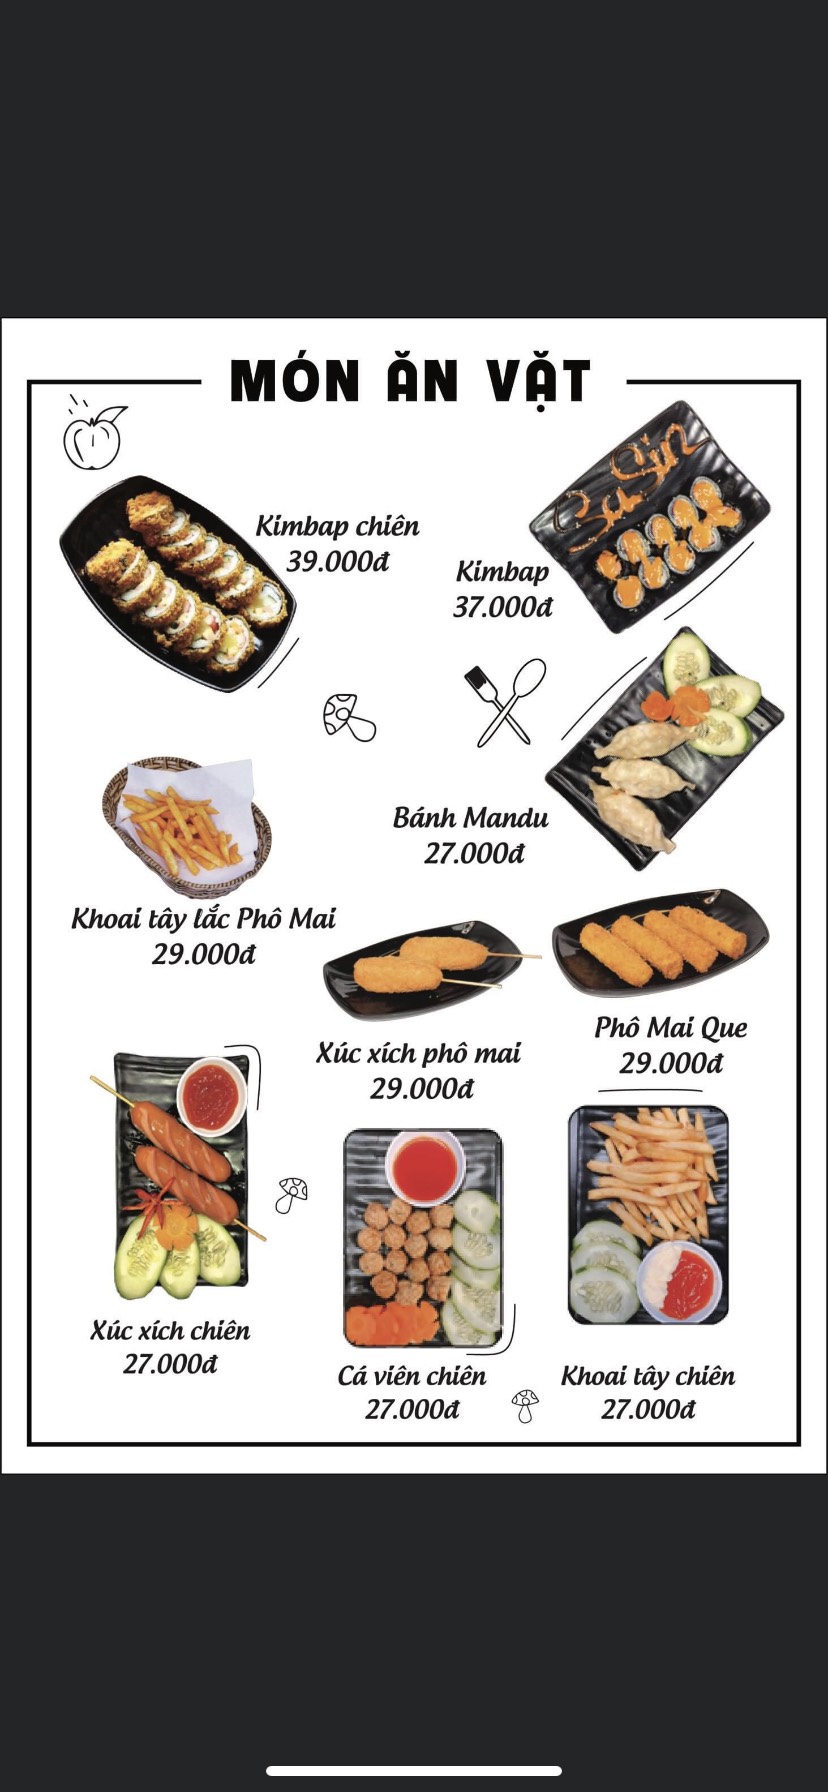 MÓN ĂN VẶT
Kimbap chiên
39.000đ
Kimbap
37.000đ
Bánh Mandu
27.000đ
Khoai tây lắc Phô Mai
29.000đ
Xúc xích phô mai
29.000đ
Phô Mai Que
29.000đ
Xúc xích chiên
27.000đ
Cá viên chiên
27.000đ
Khoai tây chiên
27.000đ